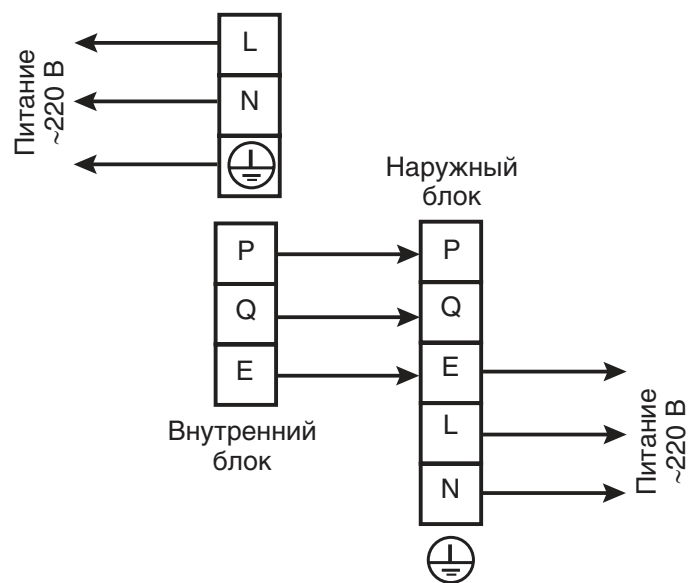 Питание
~220 В
L
N
Наружный
блок
P
Q
E
Внутренний
блок
P
Q
E
L
N
Питание
~220 В